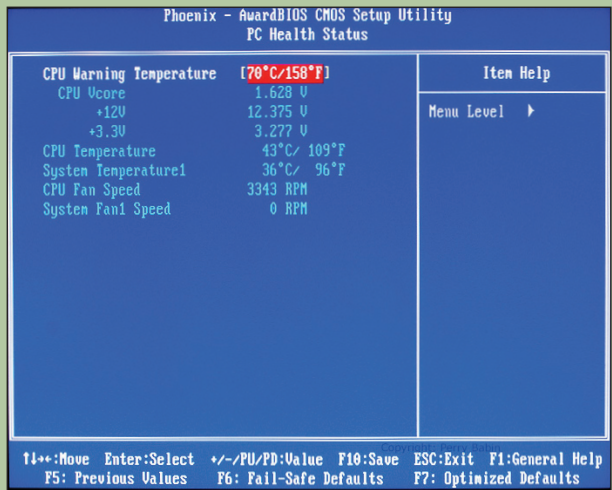 Phoenix - AwardBIOS CMOS Setup Utility
PC Health Status
CPU Warning Temperature [70°C/158°F]
Item Help
CPU Vcore 1.628 V
+12V 12.375 V
Menu Level ▶
+3.3V 3.277 V
CPU Temperature 43°C/ 109°F
System Temperature1 36°C/ 96°F
CPU Fan Speed 3343 RPM
System Fan1 Speed 0 RPM
Copyright: Perry Babin
↑↓→←:Move Enter:Select +/-/PU/PD:Value F10:Save ESC:Exit F1:General Help
F5: Previous Values F6: Fail-Safe Defaults F7: Optimized Defaults